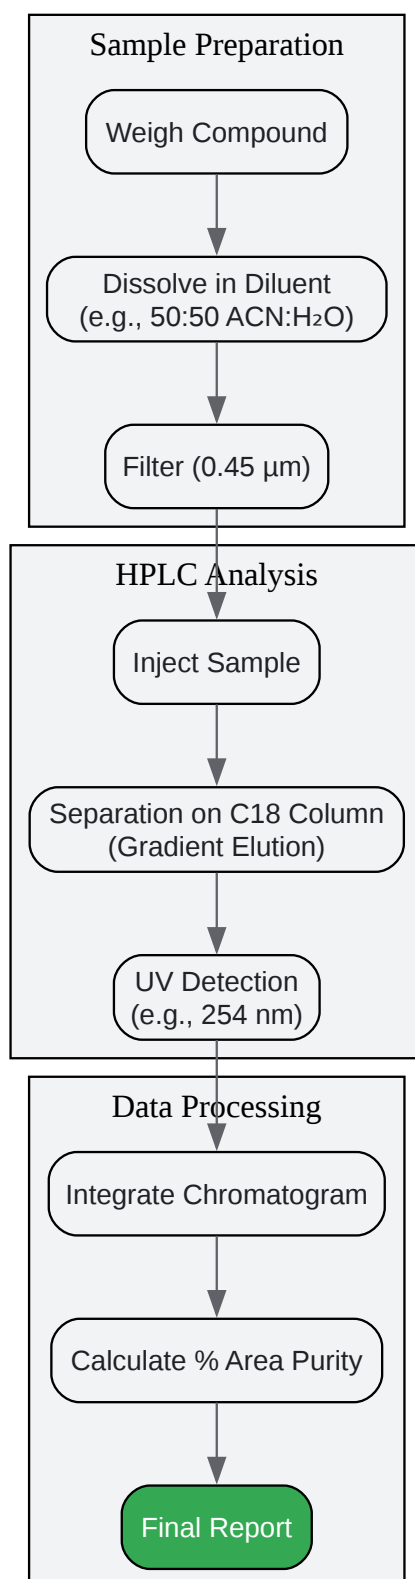 Sample Preparation
Weigh Compound
Dissolve in Diluent
(e.g., 50:50 ACN:H₂O)
Filter (0.45 µm)
HPLC Analysis
Inject Sample
Separation on C18 Column
(Gradient Elution)
UV Detection
(e.g., 254 nm)
Data Processing
Integrate Chromatogram
Calculate % Area Purity
Final Report